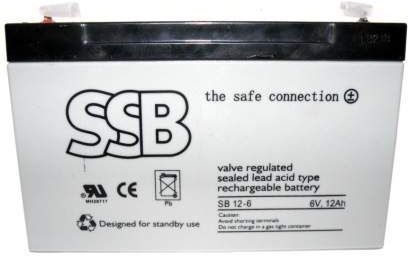 SSB
the safe connection
valve regulated
sealed lead acid type
rechargeable battery
SB 12-6 6V, 12Ah
Caution:
Avoid shorting terminals
Do not charge in a gas tight container
MH28717
CE
Pb
Designed for standby use